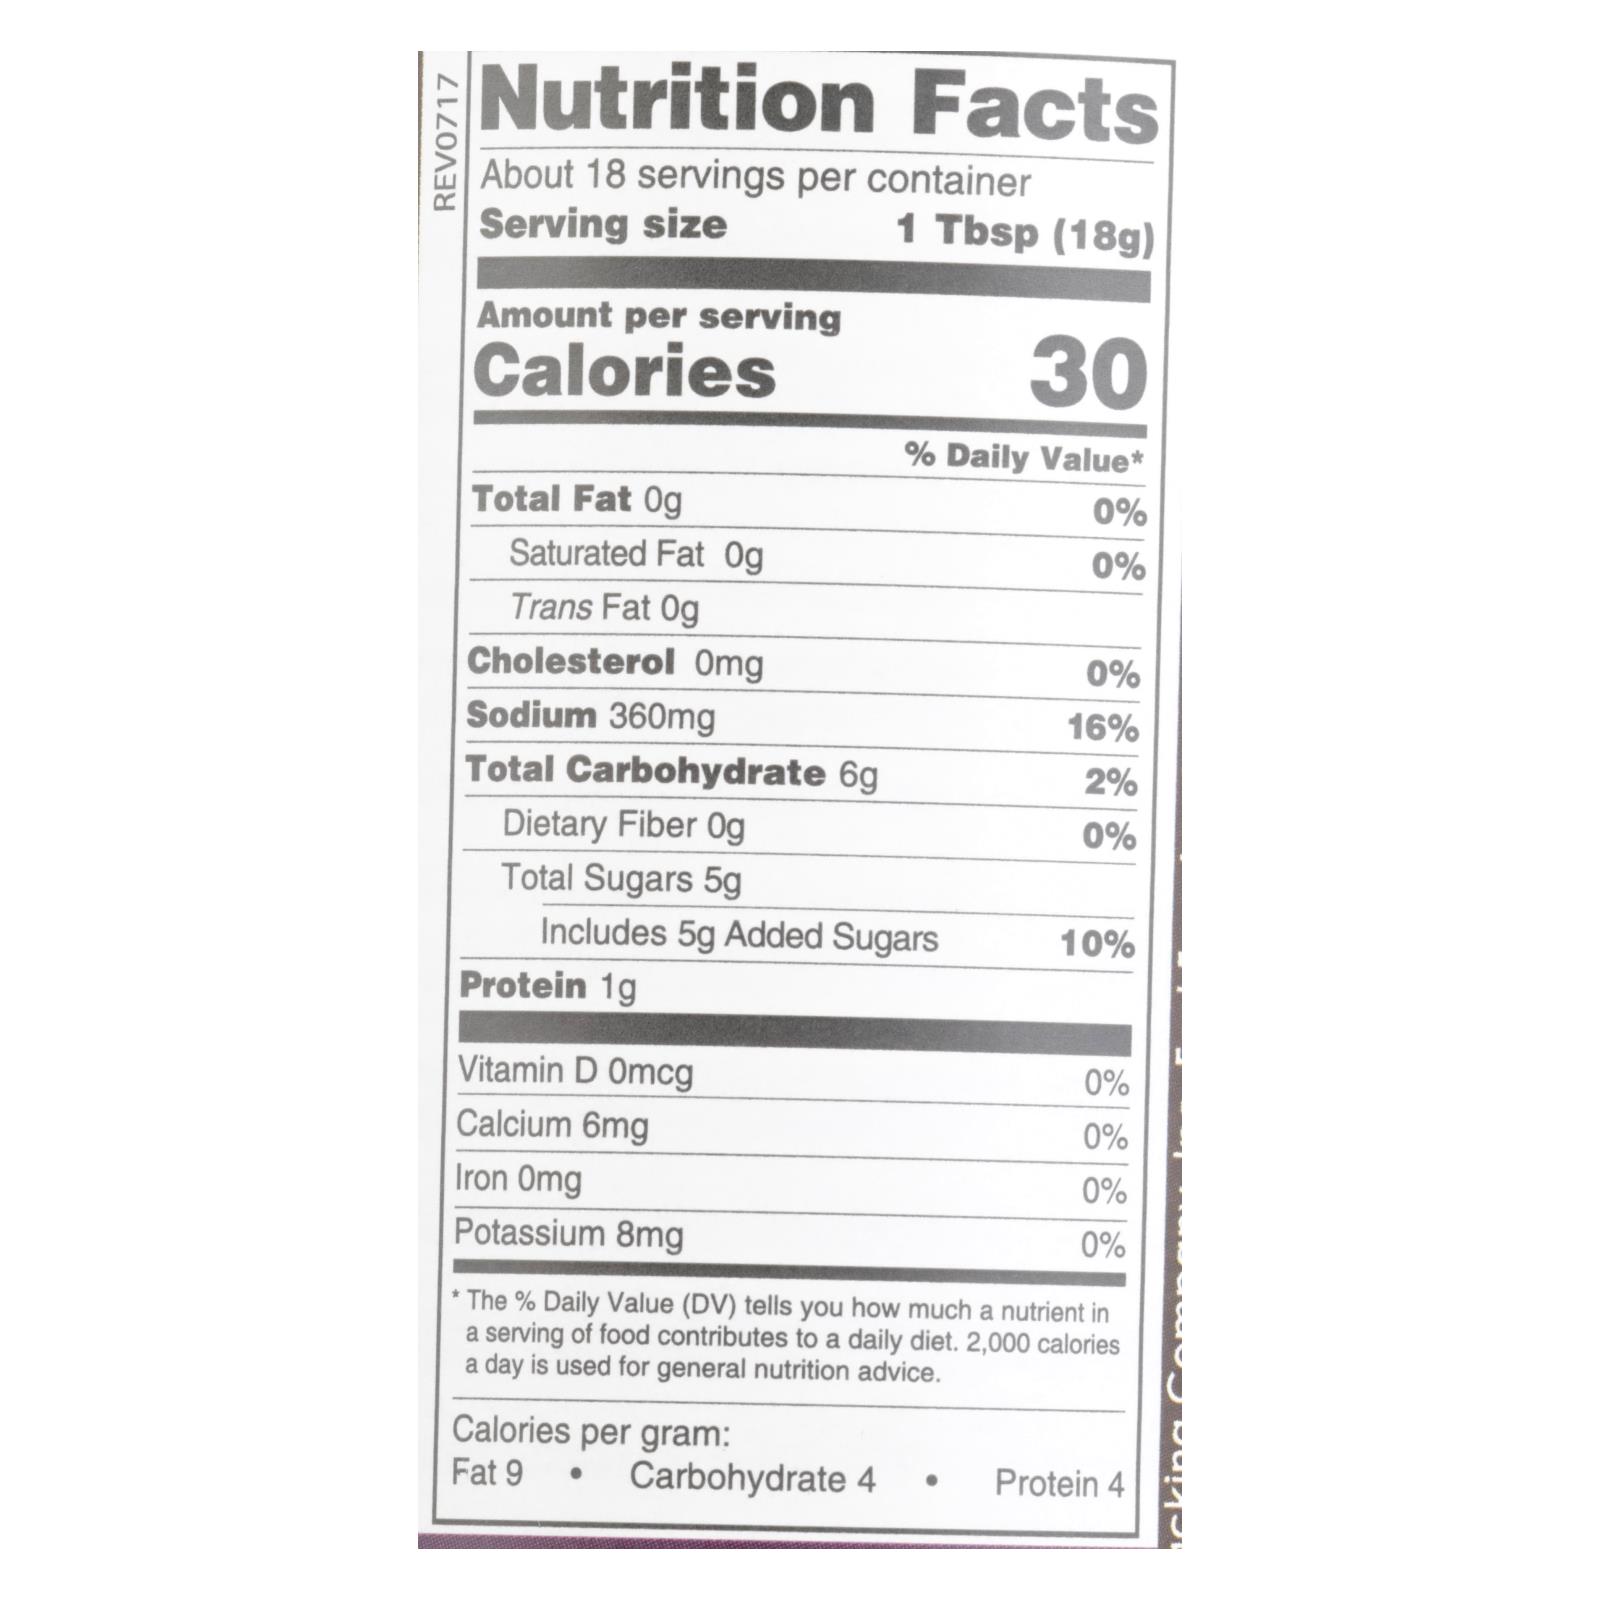 REV0717
Nutrition Facts
About 18 servings per container
Serving size 1 Tbsp (18g)
Amount per serving
Calories 30
% Daily Value*
Total Fat 0g 0%
Saturated Fat 0g 0%
Trans Fat 0g
Cholesterol 0mg 0%
Sodium 360mg 16%
Total Carbohydrate 6g 2%
Dietary Fiber 0g 0%
Total Sugars 5g
Includes 5g Added Sugars 10%
Protein 1g
Vitamin D 0mcg 0%
Calcium 6mg 0%
Iron 0mg 0%
Potassium 8mg 0%
* The % Daily Value (DV) tells you how much a nutrient in
a serving of food contributes to a daily diet. 2,000 calories
a day is used for general nutrition advice.
Calories per gram:
Fat 9 • Carbohydrate 4 • Protein 4